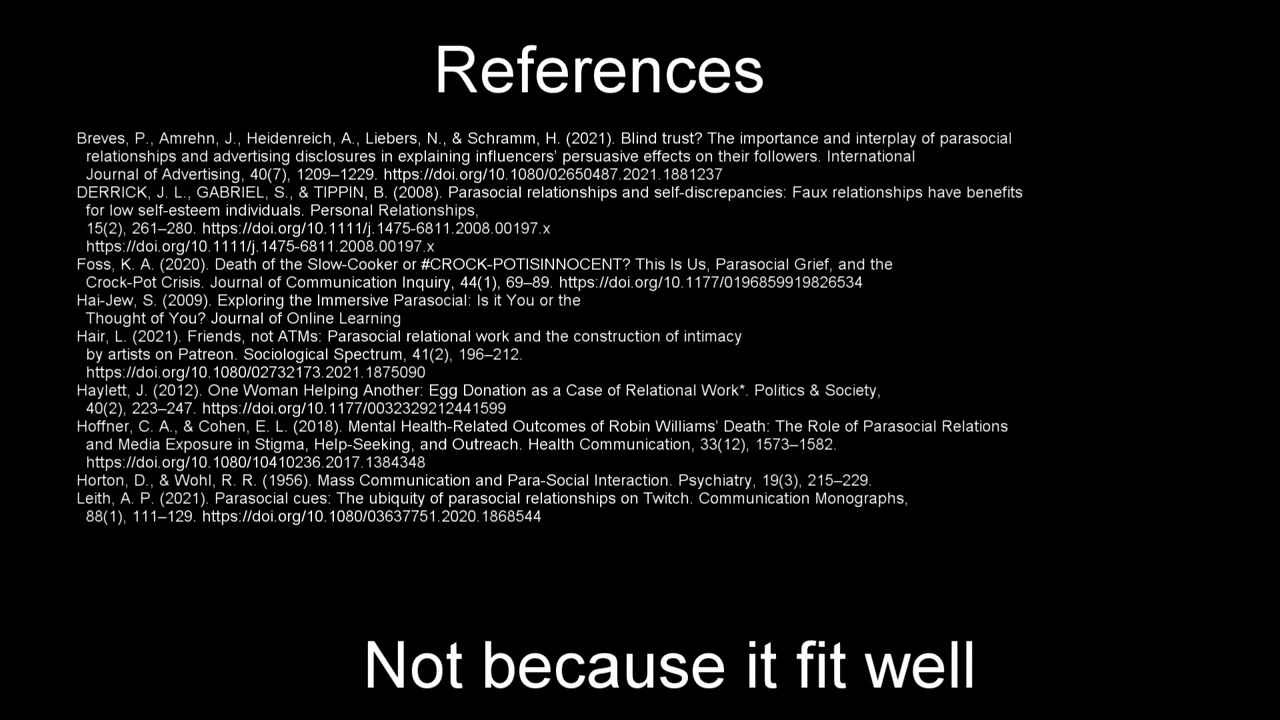 References
Breves, P., Amrehn, J., Heidenreich, A., Liebers, N., & Schramm, H. (2021). Blind trust? The importance and interplay of parasocial
relationships and advertising disclosures in explaining influencers’ persuasive effects on their followers. International
Journal of Advertising, 40(7), 1209–1229. https://doi.org/10.1080/02650487.2021.1881237
DERRICK, J. L., GABRIEL, S., & TIPPIN, B. (2008). Parasocial relationships and self-discrepancies: Faux relationships have benefits
for low self-esteem individuals. Personal Relationships,
15(2), 261–280. https://doi.org/10.1111/j.1475-6811.2008.00197.x
https://doi.org/10.1111/j.1475-6811.2008.00197.x
Foss, K. A. (2020). Death of the Slow-Cooker or #CROCK-POTISINNOCENT? This Is Us, Parasocial Grief, and the
Crock-Pot Crisis. Journal of Communication Inquiry, 44(1), 69–89. https://doi.org/10.1177/0196859919826534
Hai-Jew, S. (2009). Exploring the Immersive Parasocial: Is it You or the
Thought of You? Journal of Online Learning
Hair, L. (2021). Friends, not ATMs: Parasocial relational work and the construction of intimacy
by artists on Patreon. Sociological Spectrum, 41(2), 196–212.
https://doi.org/10.1080/02732173.2021.1875090
Haylett, J. (2012). One Woman Helping Another: Egg Donation as a Case of Relational Work*. Politics & Society,
40(2), 223–247. https://doi.org/10.1177/0032329212441599
Hoffner, C. A., & Cohen, E. L. (2018). Mental Health-Related Outcomes of Robin Williams’ Death: The Role of Parasocial Relations
and Media Exposure in Stigma, Help-Seeking, and Outreach. Health Communication, 33(12), 1573–1582.
https://doi.org/10.1080/10410236.2017.1384348
Horton, D., & Wohl, R. R. (1956). Mass Communication and Para-Social Interaction. Psychiatry, 19(3), 215–229.
Leith, A. P. (2021). Parasocial cues: The ubiquity of parasocial relationships on Twitch. Communication Monographs,
88(1), 111–129. https://doi.org/10.1080/03637751.2020.1868544
Not because it fit well